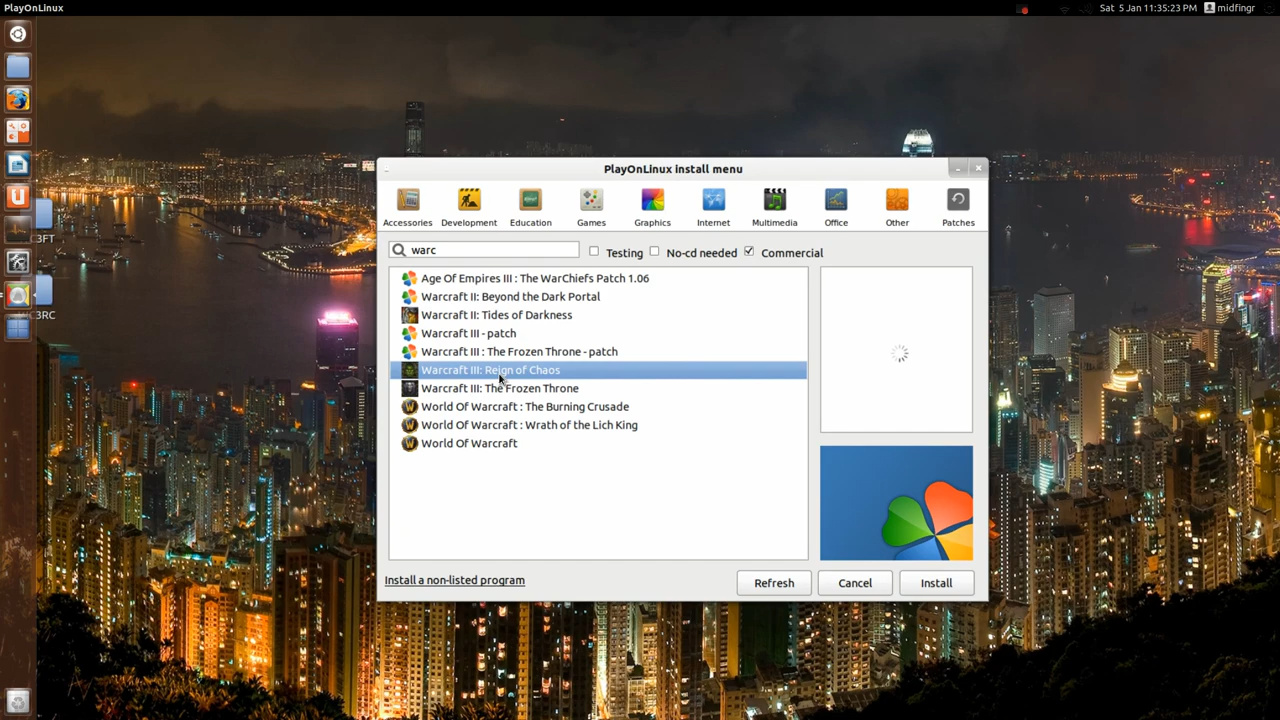 PlayOnLinux
Sat 5 Jan 11:35:23 PM
midfingr
PlayOnLinux install menu
Accessories
Development
Education
Games
Graphics
Internet
Multimedia
Office
Other
Patches
warc
Testing
No-cd needed
Commercial
Age Of Empires III : The WarChiefs Patch 1.06
Warcraft II: Beyond the Dark Portal
Warcraft II: Tides of Darkness
Warcraft III - patch
Warcraft III : The Frozen Throne - patch
Warcraft III: Reign of Chaos
Warcraft III: The Frozen Throne
World Of Warcraft : The Burning Crusade
World Of Warcraft : Wrath of the Lich King
World Of Warcraft
C3FT
WC3RC
Install a non-listed program
Refresh
Cancel
Install